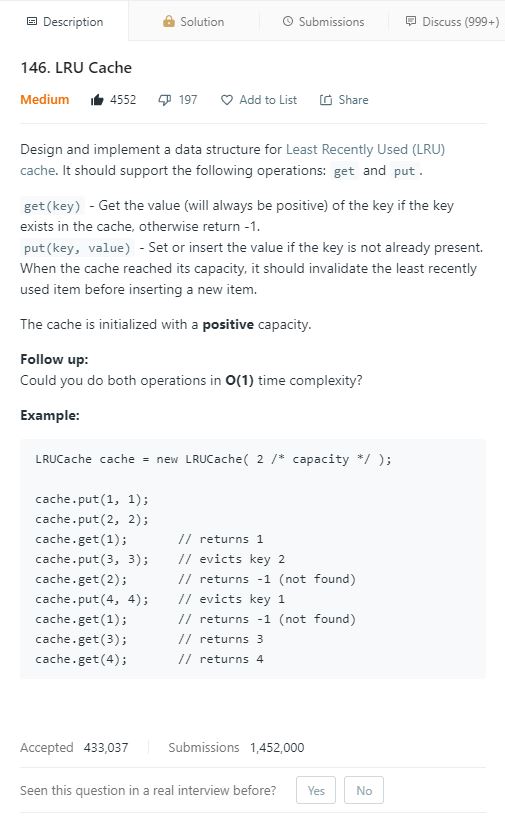 Description Solution Submissions Discuss (999+)
146. LRU Cache
Medium 4552 197 Add to List Share
Design and implement a data structure for Least Recently Used (LRU)
cache. It should support the following operations: get and put .
get(key) - Get the value (will always be positive) of the key if the key
exists in the cache, otherwise return -1.
put(key, value) - Set or insert the value if the key is not already present.
When the cache reached its capacity, it should invalidate the least recently
used item before inserting a new item.
The cache is initialized with a positive capacity.
Follow up:
Could you do both operations in O(1) time complexity?
Example:
LRUCache cache = new LRUCache( 2 /* capacity */ );
cache.put(1, 1);
cache.put(2, 2);
cache.get(1);       // returns 1
cache.put(3, 3);    // evicts key 2
cache.get(2);       // returns -1 (not found)
cache.put(4, 4);    // evicts key 1
cache.get(1);       // returns -1 (not found)
cache.get(3);       // returns 3
cache.get(4);       // returns 4
Accepted 433,037 Submissions 1,452,000
Seen this question in a real interview before? Yes No